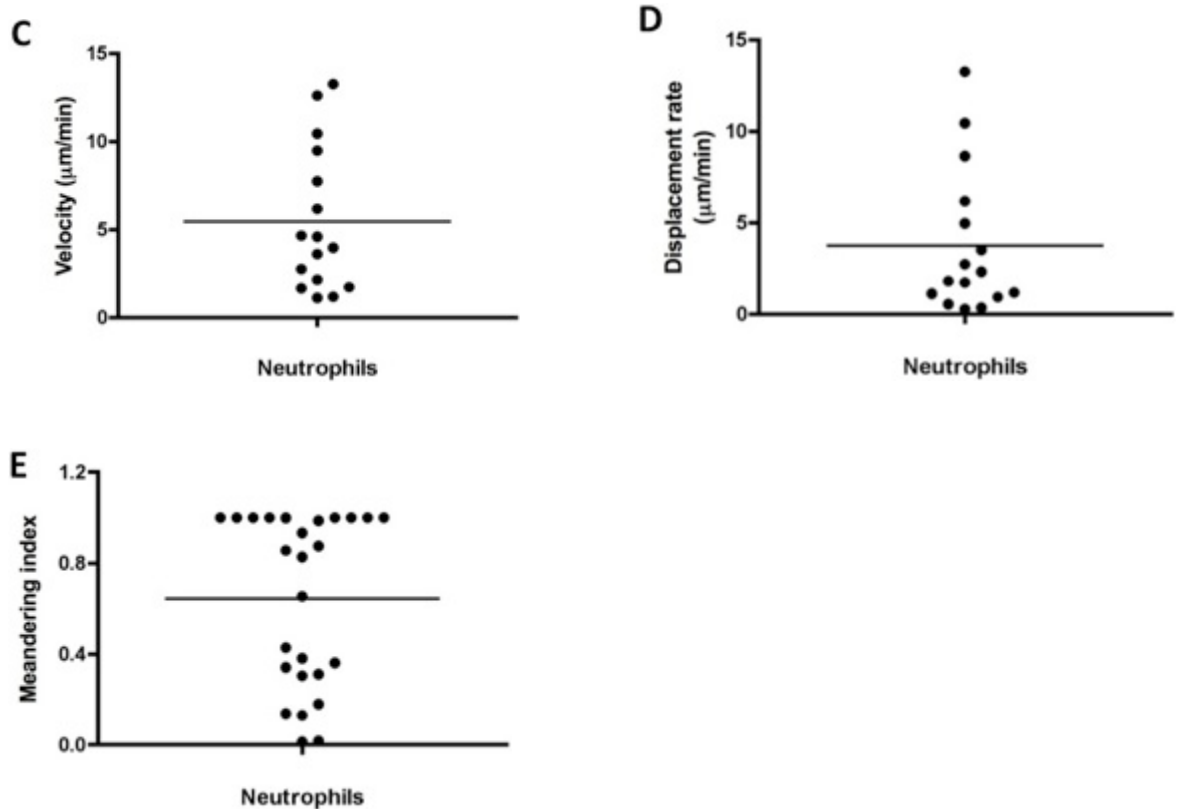 C
15
10
5
0
Velocity (μm/min)
Neutrophils
D
15
10
5
0
Displacement rate
(μm/min)
Neutrophils
E
1.2
0.8
0.4
0.0
Meandering index
Neutrophils